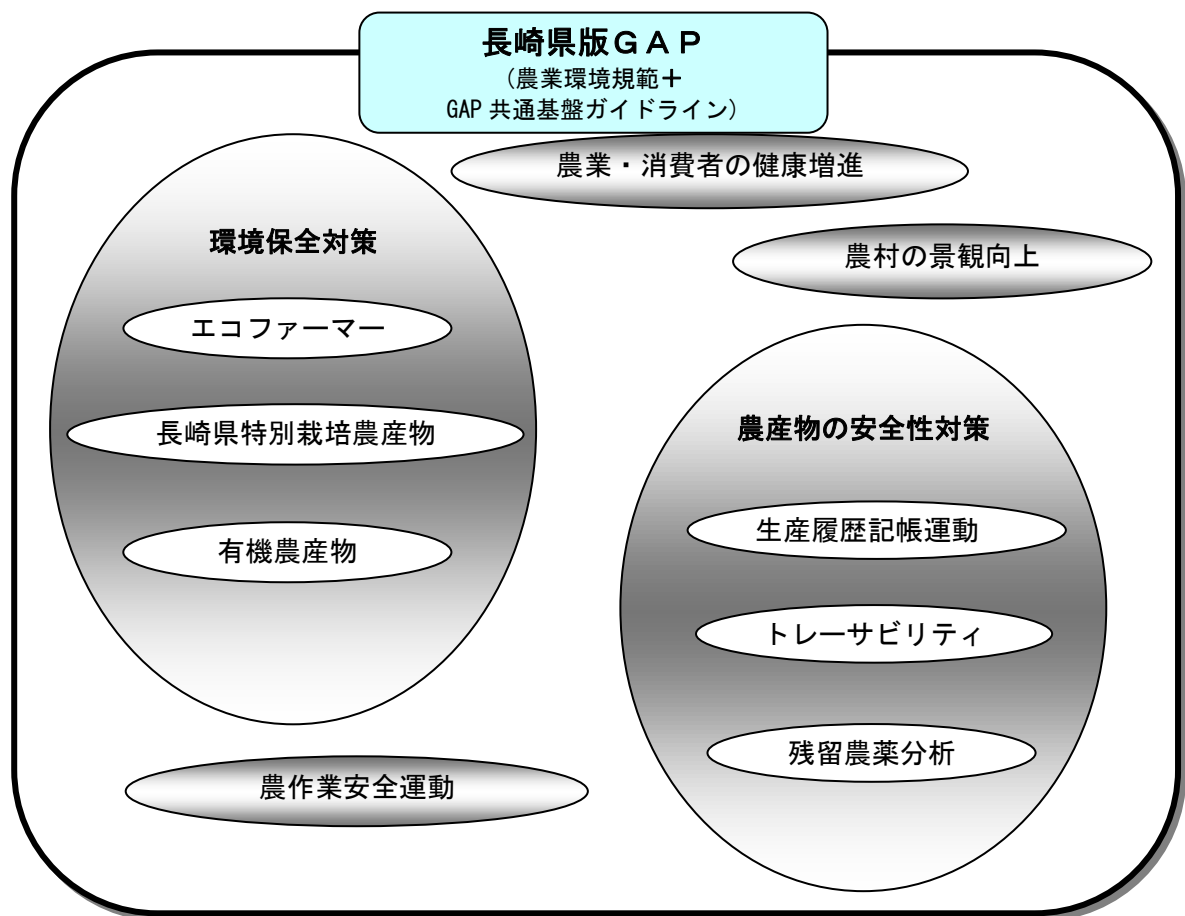 長崎県版ＧＡＰ
（農業環境規範＋
GAP 共通基盤ガイドライン）
農業・消費者の健康増進
農村の景観向上
環境保全対策
エコファーマー
長崎県特別栽培農産物
有機農産物
農産物の安全性対策
生産履歴記帳運動
トレーサビリティ
残留農薬分析
農作業安全運動